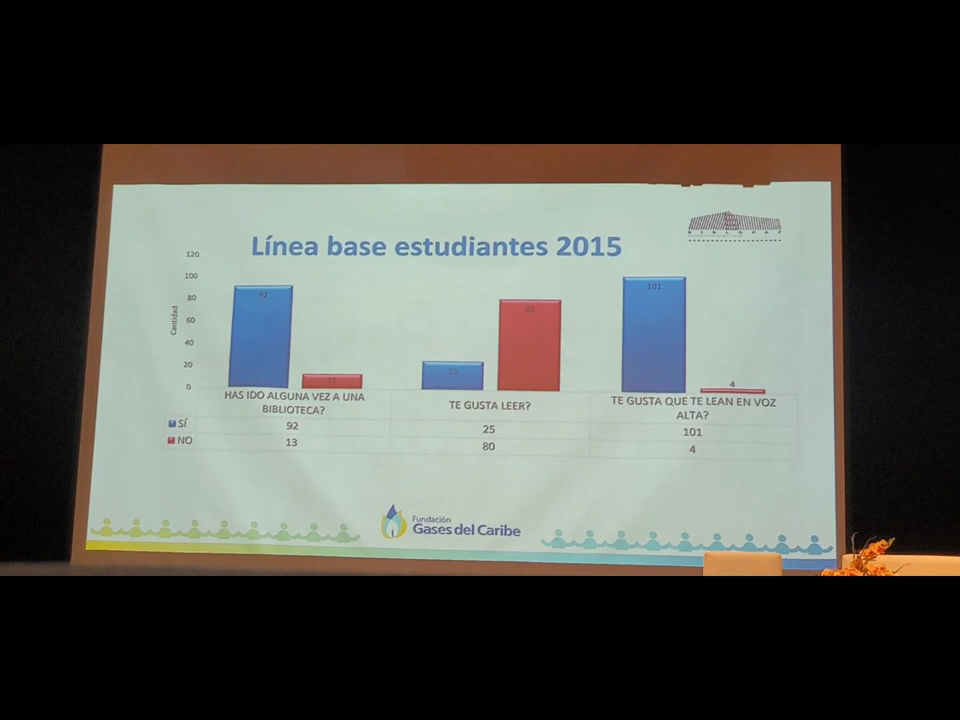 BIBLOPAZ
Línea base estudiantes 2015
120
100
80
60
40
20
0
Cantidad
92
25
80
101
4
HAS IDO ALGUNA VEZ A UNA
BIBLIOTECA?
TE GUSTA LEER?
TE GUSTA QUE TE LEAN EN VOZ
ALTA?
SÍ 92 25 101
NO 13 80 4
Fundación
Gases del Caribe